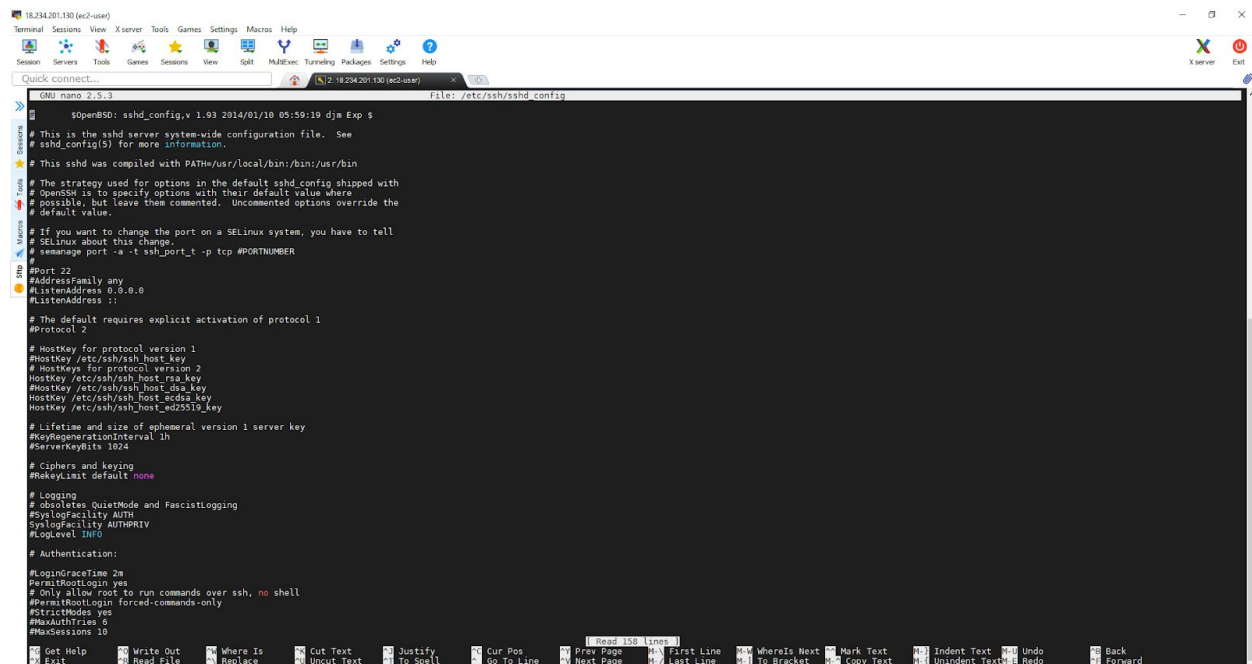 18.234.201.130 (ec2-user)
Terminal Sessions View X server Tools Games Settings Macros Help
Session Servers Tools Games Sessions View Split MultiExec Tunneling Packages Settings Help X server Exit
Quick connect... 2. 18.234.201.130 (ec2-user)
Sessions
Tools
Macros
Sftp
GNU nano 2.5.3 File: /etc/ssh/sshd_config
# $OpenBSD: sshd_config,v 1.93 2014/01/10 05:59:19 djm Exp $
# This is the sshd server system-wide configuration file. See
# sshd_config(5) for more information.
# This sshd was compiled with PATH=/usr/local/bin:/bin:/usr/bin
# The strategy used for options in the default sshd_config shipped with
# OpenSSH is to specify options with their default value where
# possible, but leave them commented. Uncommented options override the
# default value.
# If you want to change the port on a SELinux system, you have to tell
# SELinux about this change.
# semanage port -a -t ssh_port_t -p tcp #PORTNUMBER
#
#Port 22
#AddressFamily any
#ListenAddress 0.0.0.0
#ListenAddress ::
# The default requires explicit activation of protocol 1
#Protocol 2
# HostKey for protocol version 1
#HostKey /etc/ssh/ssh_host_key
# HostKeys for protocol version 2
HostKey /etc/ssh/ssh_host_rsa_key
#HostKey /etc/ssh/ssh_host_dsa_key
HostKey /etc/ssh/ssh_host_ecdsa_key
HostKey /etc/ssh/ssh_host_ed25519_key
# Lifetime and size of ephemeral version 1 server key
#KeyRegenerationInterval 1h
#ServerKeyBits 1024
# Ciphers and keying
#RekeyLimit default none
# Logging
# obsoletes QuietMode and FascistLogging
#SyslogFacility AUTH
SyslogFacility AUTHPRIV
#LogLevel INFO
# Authentication:
#LoginGraceTime 2m
PermitRootLogin yes
# Only allow root to run commands over ssh, no shell
#PermitRootLogin forced-commands-only
#StrictModes yes
#MaxAuthTries 6
#MaxSessions 10
[ Read 158 lines ]
^G Get Help ^O Write Out ^W Where Is ^K Cut Text ^J Justify ^C Cur Pos ^Y Prev Page M-\ First Line M-W WhereIs Next ^^ Mark Text M-} Indent Text M-U Undo ^B Back
^X Exit ^R Read File ^\ Replace ^U Uncut Text ^T To Spell ^_ Go To Line ^V Next Page M-/ Last Line M-] To Bracket M-^ Copy Text M-{ Unindent Text M-E Redo ^F Forward